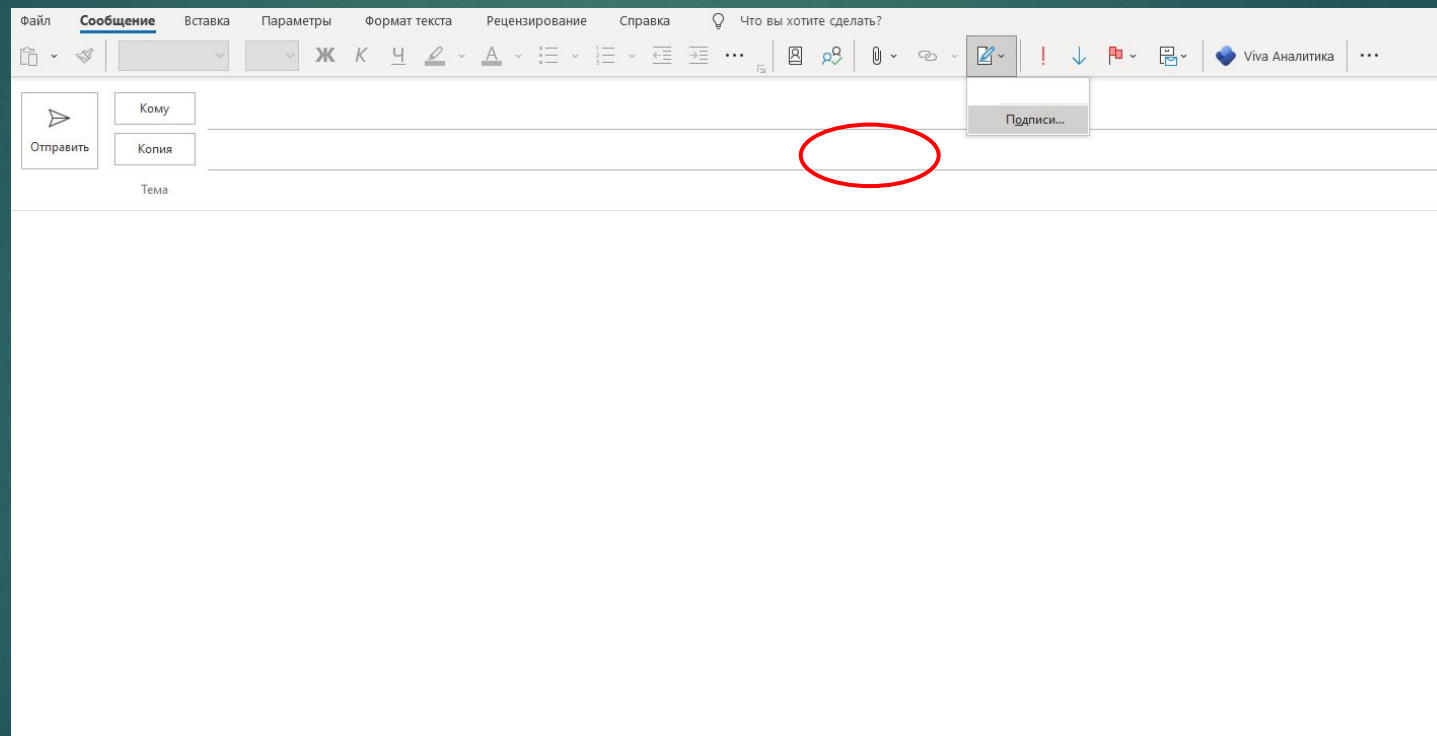 Файл Сообщение Вставка Параметры Формат текста Рецензирование Справка Что вы хотите сделать?
Ж К Ч А Viva Аналитика
Отправить
Кому
Копия
Тема
Подписи...